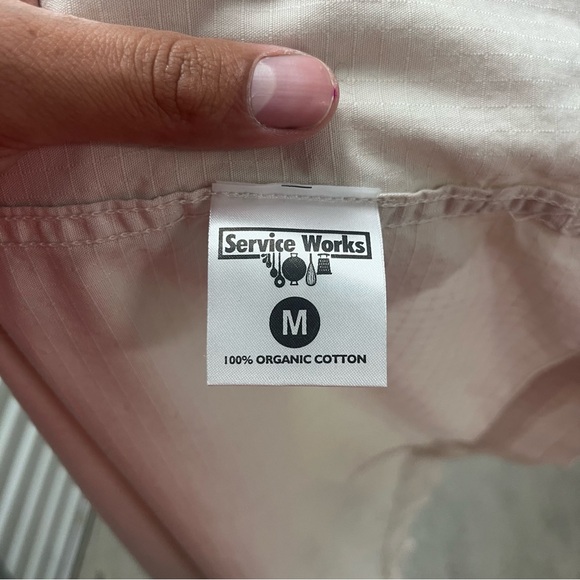 Service Works
M
100% ORGANIC COTTON